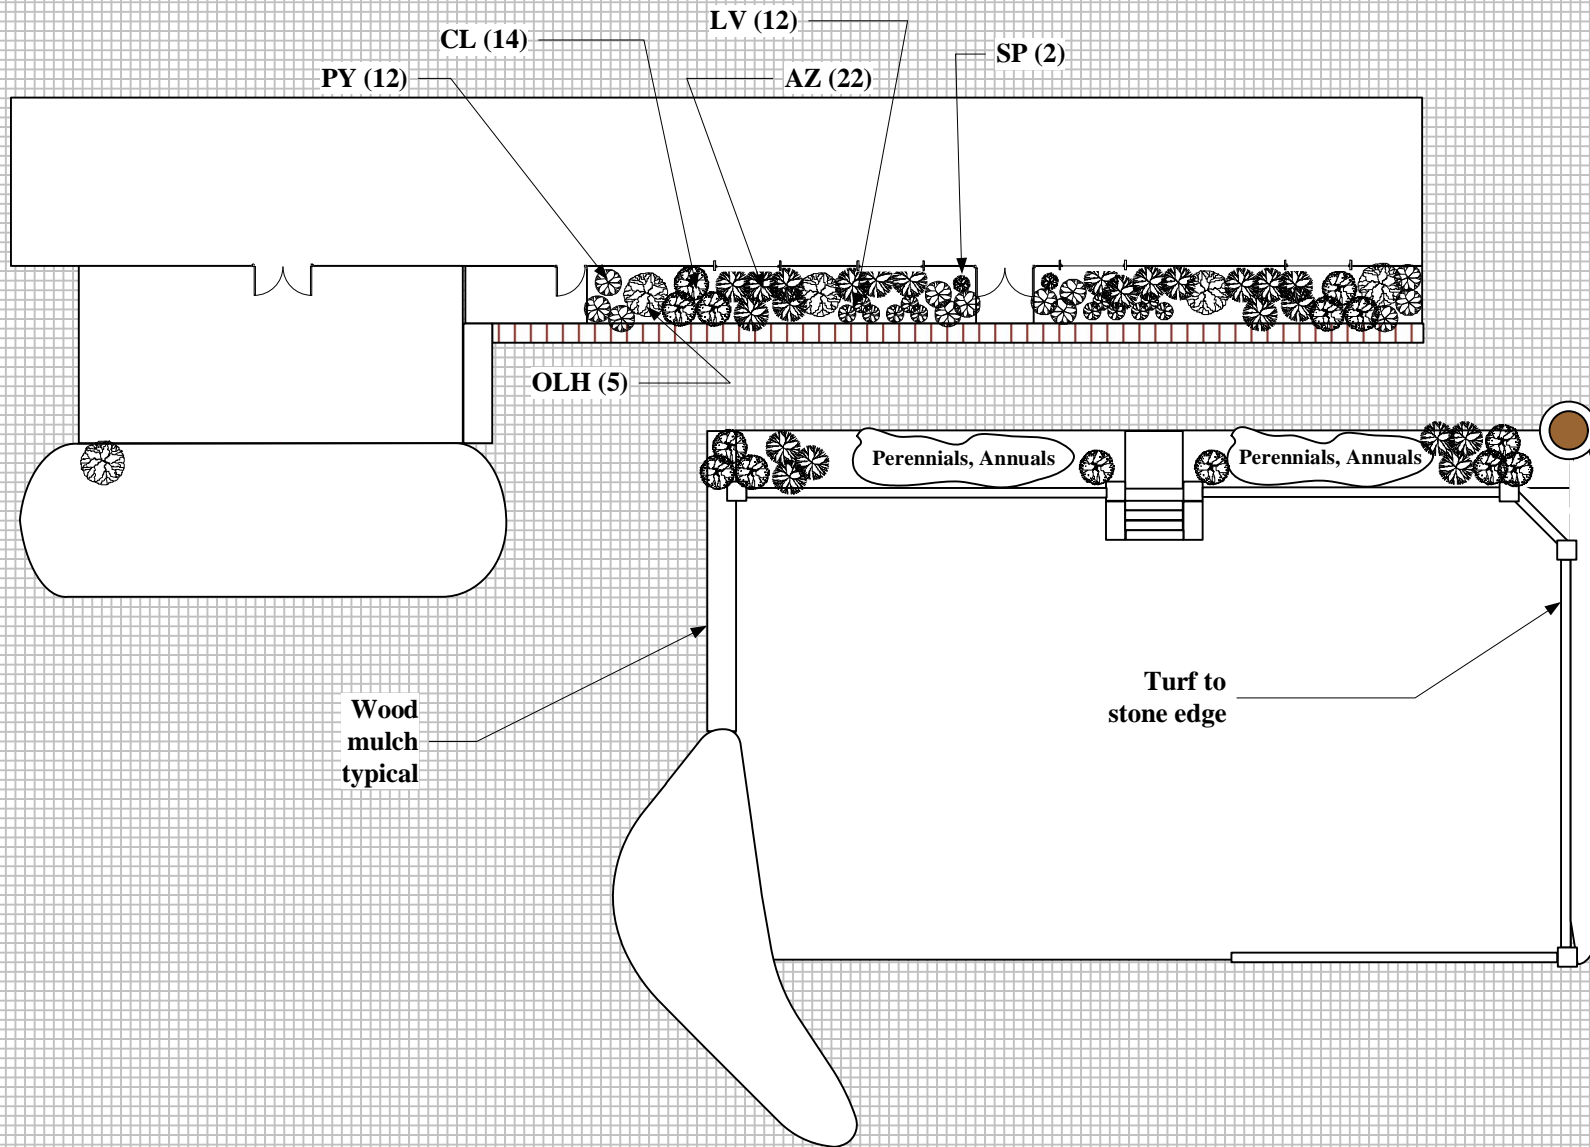 LV (12)
CL (14)
SP (2)
PY (12)
AZ (22)
OLH (5)
Perennials, Annuals
Perennials, Annuals
Wood
mulch
typical
Turf to
stone edge